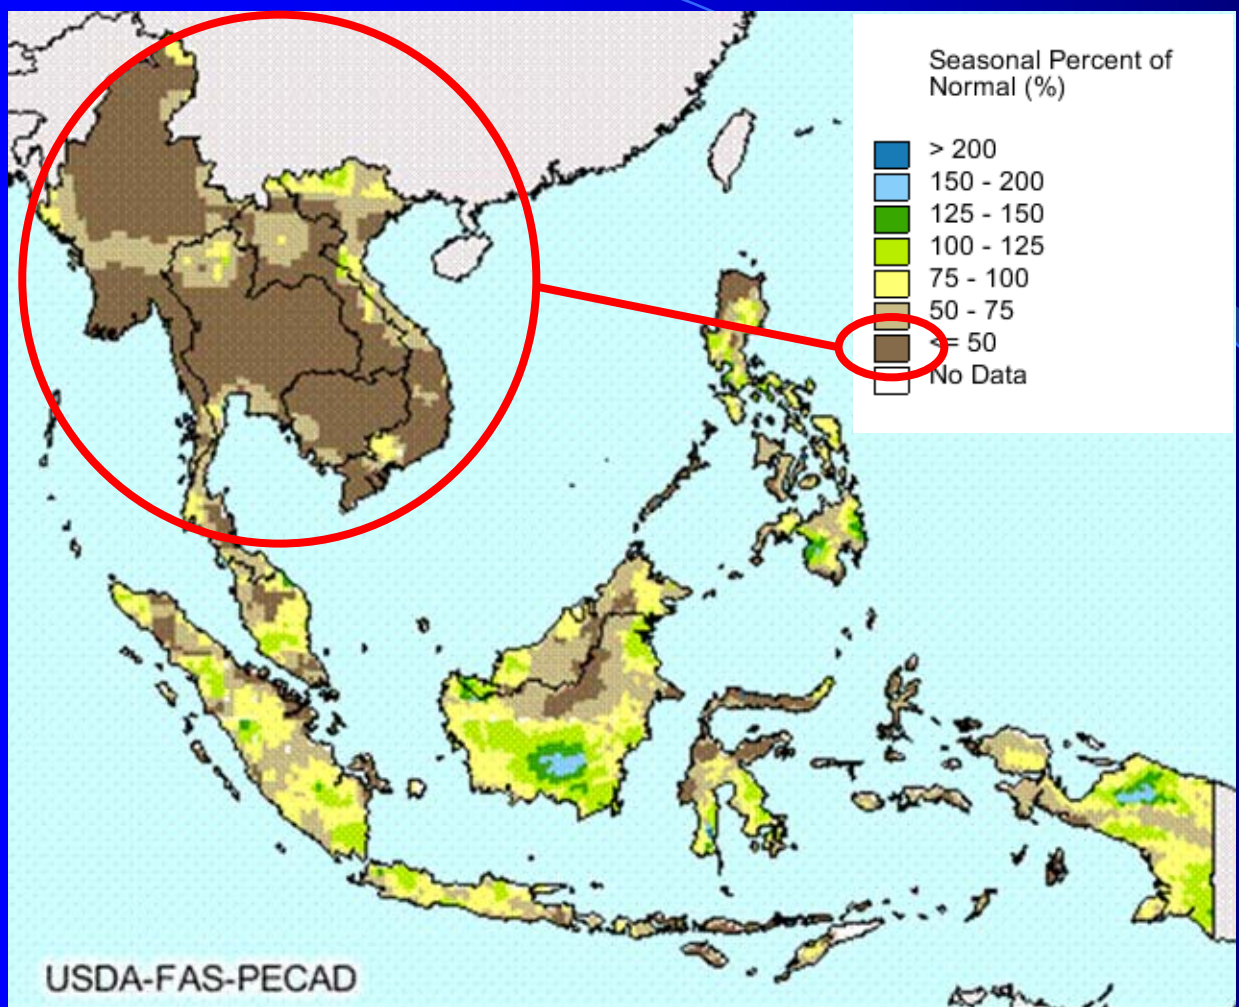 Seasonal Percent of
Normal (%)
> 200
150 - 200
125 - 150
100 - 125
75 - 100
50 - 75
<= 50
No Data
USDA-FAS-PECAD